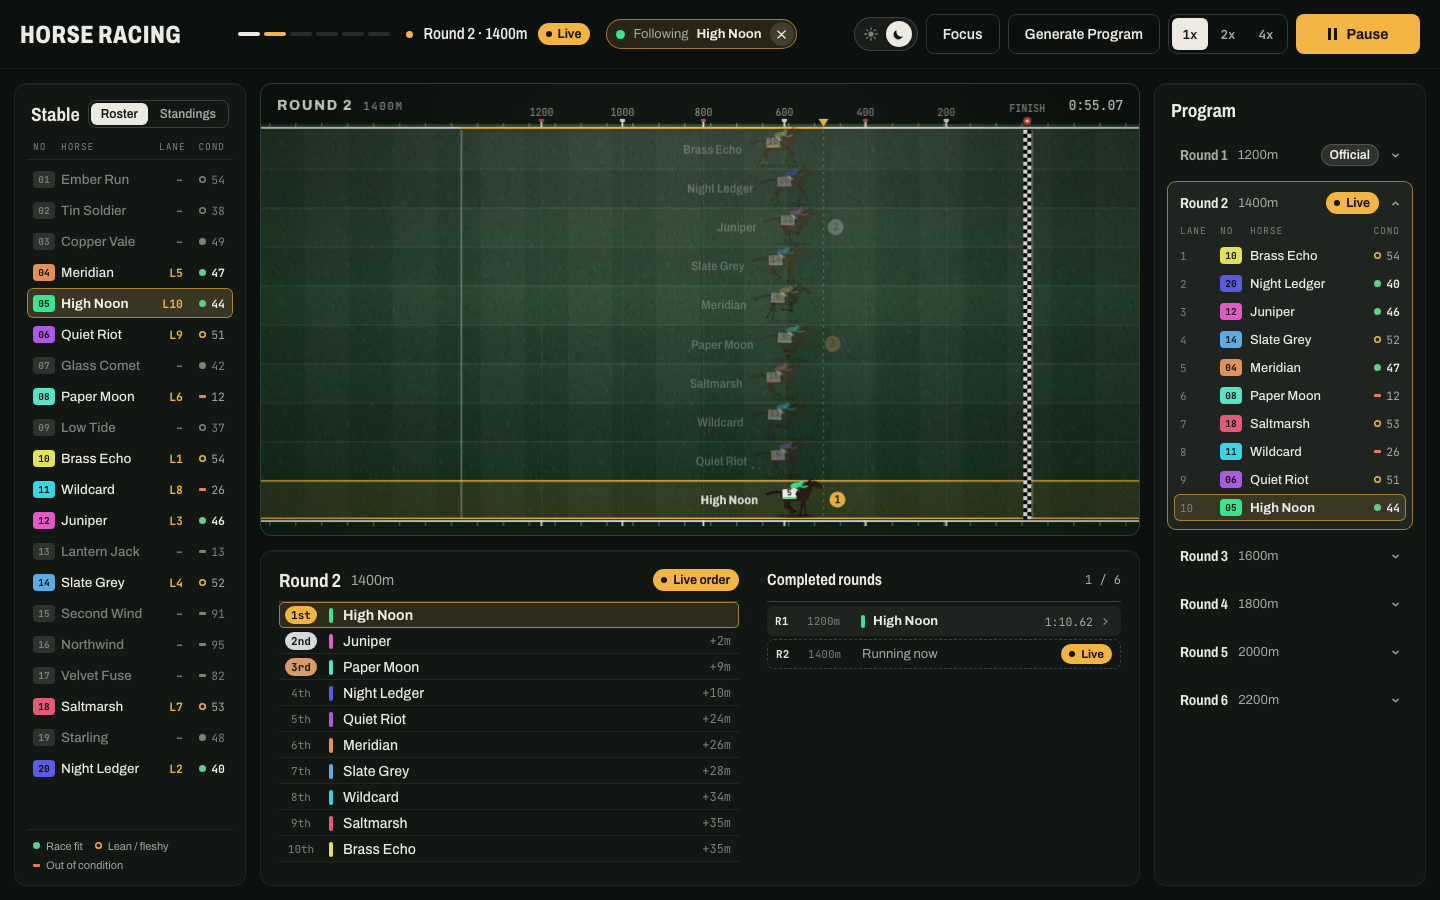 HORSE RACING
Round 2 · 1400m
Live
Following High Noon
Focus
Generate Program
1x 2x 4x
Pause
Stable
Roster
Standings
NO HORSE LANE COND
01 Ember Run – 54
02 Tin Soldier – 38
03 Copper Vale – 49
04 Meridian L5 47
05 High Noon L10 44
06 Quiet Riot L9 51
07 Glass Comet – 42
08 Paper Moon L6 12
09 Low Tide – 37
10 Brass Echo L1 54
11 Wildcard L8 26
12 Juniper L3 46
13 Lantern Jack – 13
14 Slate Grey L4 52
15 Second Wind – 91
16 Northwind – 95
17 Velvet Fuse – 82
18 Saltmarsh L7 53
19 Starling – 48
20 Night Ledger L2 40
Race fit
Lean / fleshy
Out of condition
ROUND 2 1400M
1200 1000 800 600 400 200 FINISH
0:55.07
Brass Echo
Night Ledger
Juniper 2
Slate Grey
Meridian
Paper Moon 3
Saltmarsh
Wildcard
Quiet Riot
High Noon 5 1
Round 2 1400m
Live order
1st High Noon
2nd Juniper +2m
3rd Paper Moon +9m
4th Night Ledger +10m
5th Quiet Riot +24m
6th Meridian +26m
7th Slate Grey +28m
8th Wildcard +34m
9th Saltmarsh +35m
10th Brass Echo +35m
Completed rounds 1 / 6
R1 1200m High Noon 1:10.62
R2 1400m Running now Live
Program
Round 1 1200m Official
Round 2 1400m Live
LANE NO HORSE COND
1 10 Brass Echo 54
2 20 Night Ledger 40
3 12 Juniper 46
4 14 Slate Grey 52
5 04 Meridian 47
6 08 Paper Moon 12
7 18 Saltmarsh 53
8 11 Wildcard 26
9 06 Quiet Riot 51
10 05 High Noon 44
Round 3 1600m
Round 4 1800m
Round 5 2000m
Round 6 2200m